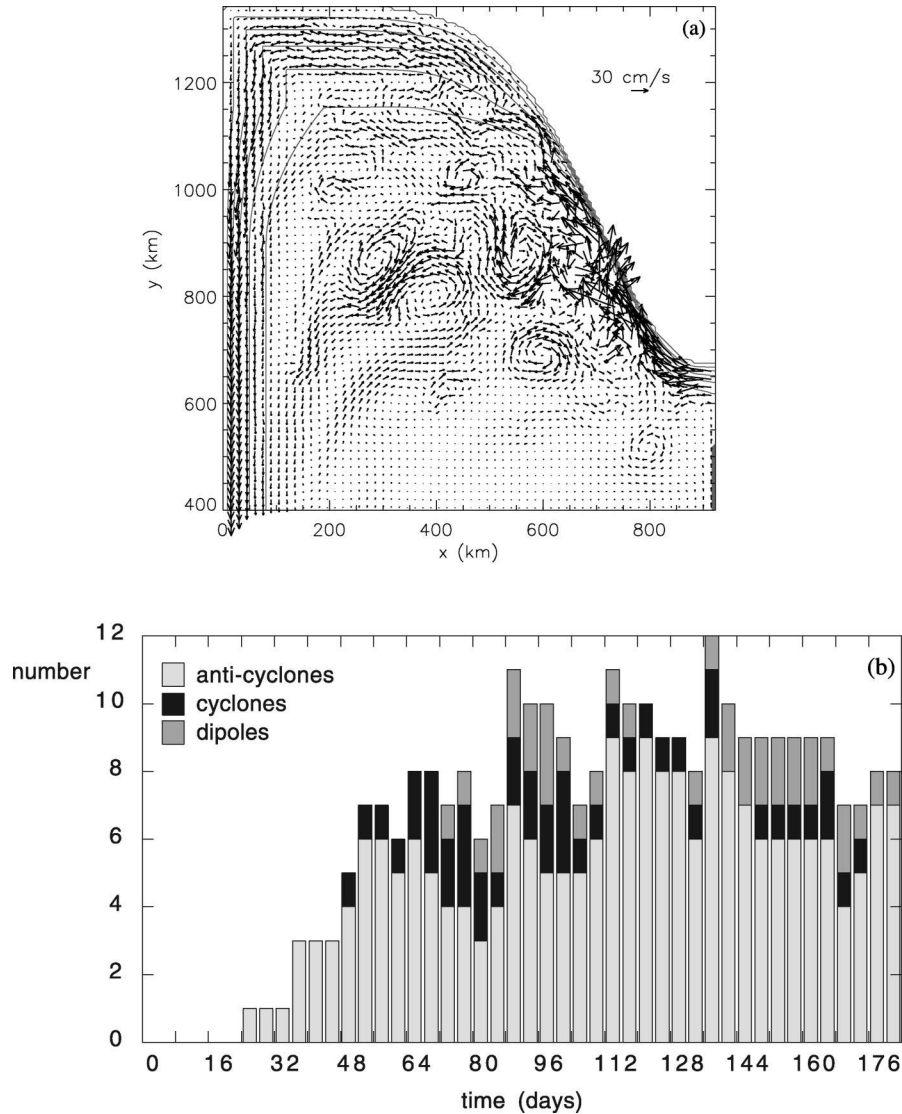 (a)
30 cm/s
1200
1000
800
600
400
y (km)
0 200 400 600 800
x (km)
12
number
(b)
anti-cyclones
10
cyclones
dipoles
8
6
4
2
0
0 16 32 48 64 80 96 112 128 144 160 176
time (days)